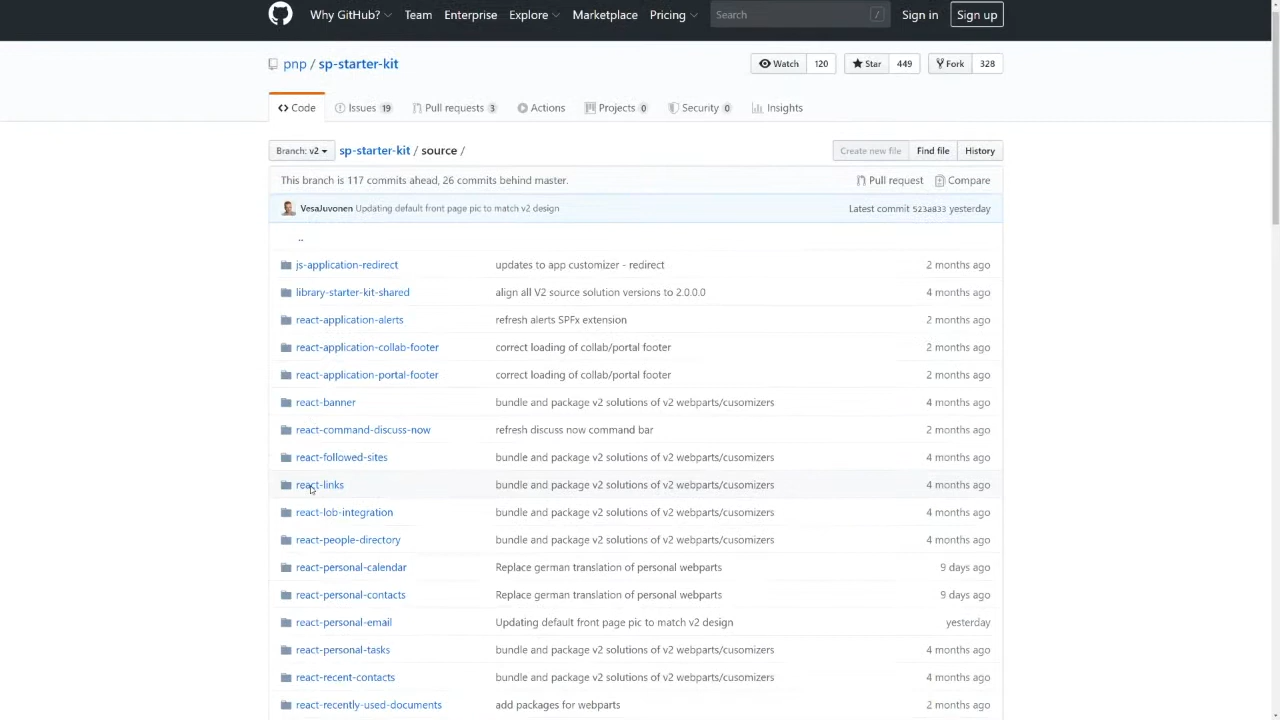 Why GitHub? Team Enterprise Explore Marketplace Pricing Search / Sign in Sign up
pnp / sp-starter-kit Watch 120 Star 449 Fork 328
Code Issues 19 Pull requests 3 Actions Projects 0 Security 0 Insights
Branch: v2 sp-starter-kit / source / Create new file Find file History
This branch is 117 commits ahead, 26 commits behind master. Pull request Compare
VesaJuvonen Updating default front page pic to match v2 design Latest commit 523a833 yesterday
..
js-application-redirect updates to app customizer - redirect 2 months ago
library-starter-kit-shared align all V2 source solution versions to 2.0.0.0 4 months ago
react-application-alerts refresh alerts SPFx extension 2 months ago
react-application-collab-footer correct loading of collab/portal footer 2 months ago
react-application-portal-footer correct loading of collab/portal footer 2 months ago
react-banner bundle and package v2 solutions of v2 webparts/cusomizers 4 months ago
react-command-discuss-now refresh discuss now command bar 2 months ago
react-followed-sites bundle and package v2 solutions of v2 webparts/cusomizers 4 months ago
react-links bundle and package v2 solutions of v2 webparts/cusomizers 4 months ago
react-lob-integration bundle and package v2 solutions of v2 webparts/cusomizers 4 months ago
react-people-directory bundle and package v2 solutions of v2 webparts/cusomizers 4 months ago
react-personal-calendar Replace german translation of personal webparts 9 days ago
react-personal-contacts Replace german translation of personal webparts 9 days ago
react-personal-email Updating default front page pic to match v2 design yesterday
react-personal-tasks bundle and package v2 solutions of v2 webparts/cusomizers 4 months ago
react-recent-contacts bundle and package v2 solutions of v2 webparts/cusomizers 4 months ago
react-recently-used-documents add packages for webparts 2 months ago